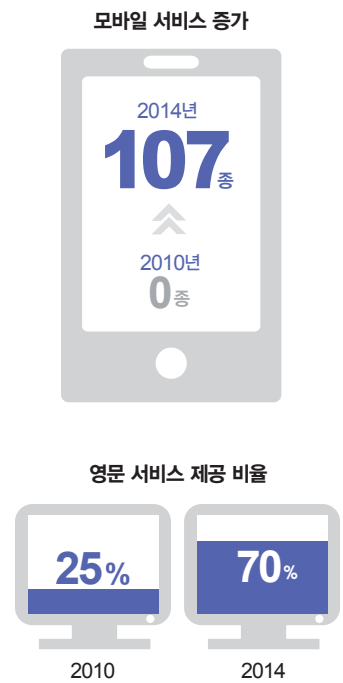 모바일 서비스 증가
2014년
107종
2010년
0종
영문 서비스 제공 비율
25% 70%
2010 2014